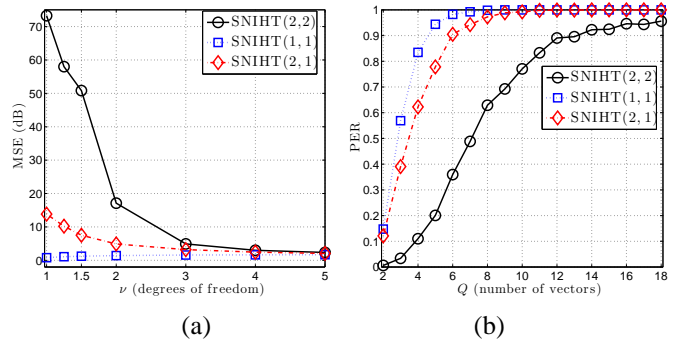 MSE (dB)
80
70
60
50
40
30
20
10
0
1
1.5
2
3
4
5
ν (degrees of freedom)
SNIHT(2, 2)
SNIHT(1, 1)
SNIHT(2, 1)
(a)
PER
1
0.9
0.8
0.7
0.6
0.5
0.4
0.3
0.2
0.1
0
2
4
6
8
10
12
14
16
18
Q (number of vectors)
SNIHT(2, 2)
SNIHT(1, 1)
SNIHT(2, 1)
(b)